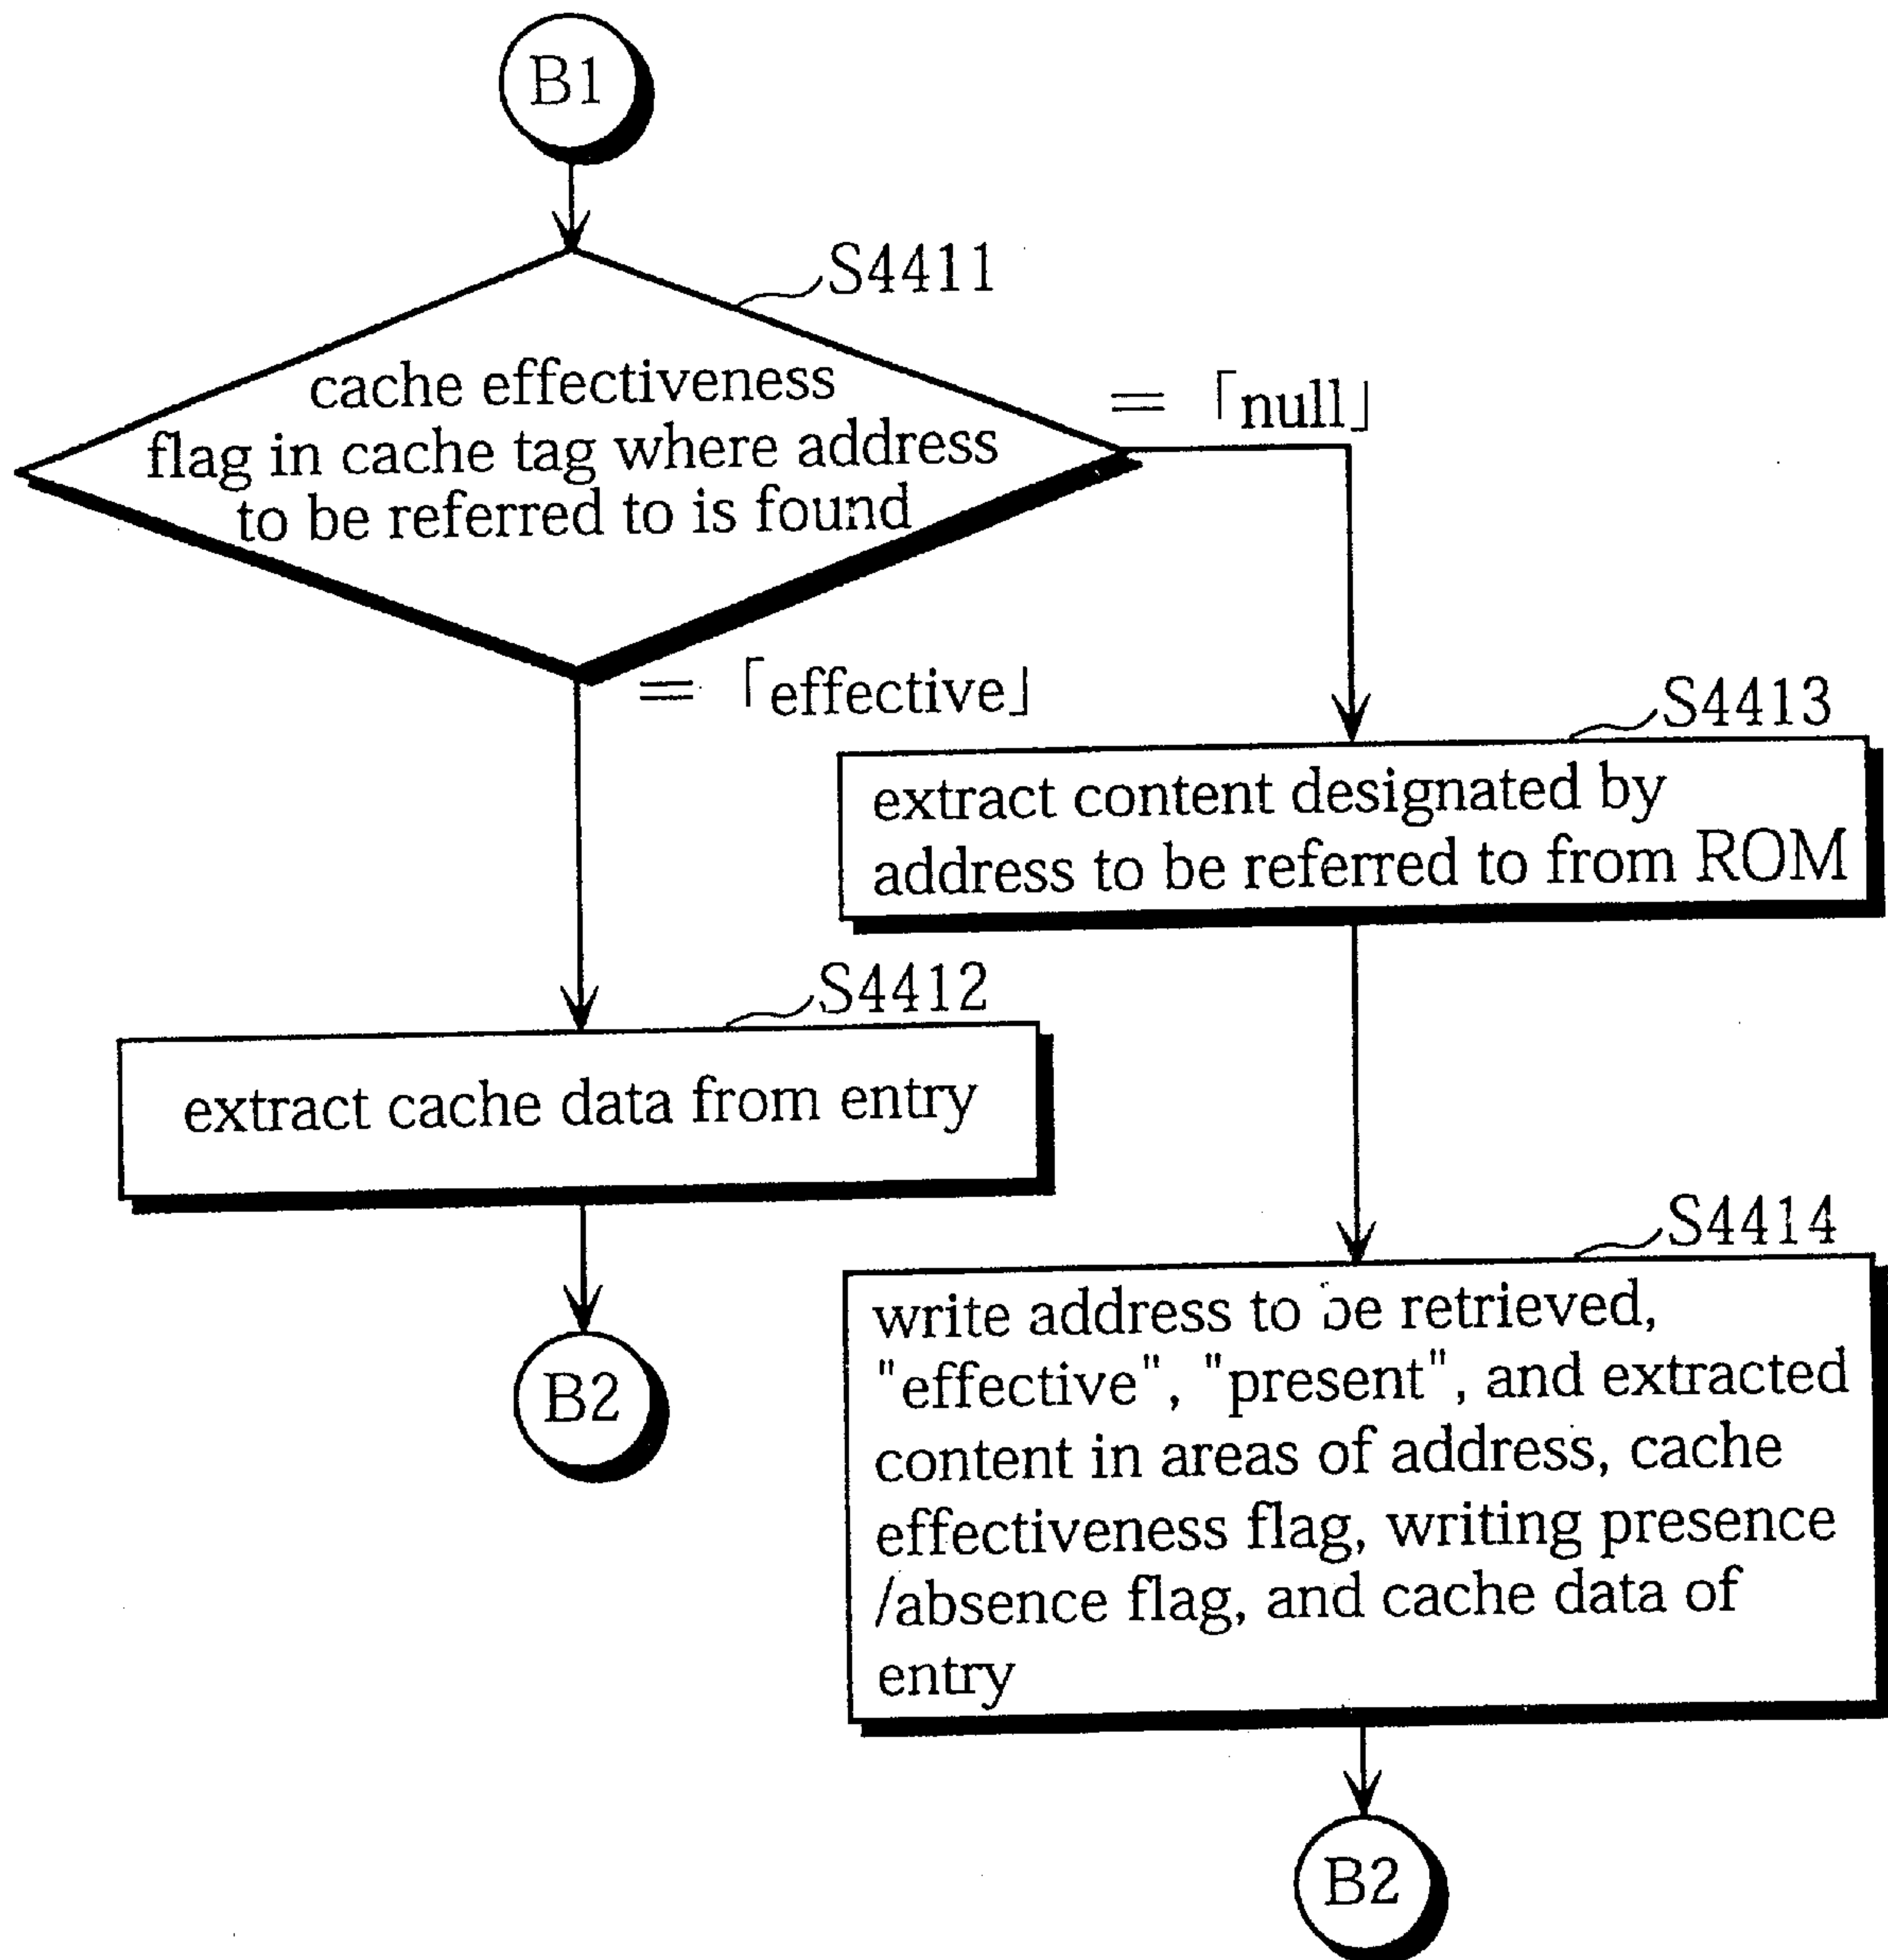 B1
S4411
cache effectiveness
flag in cache tag where address
to be referred to is found
= 「null」
= 「effective」
S4413
extract content designated by
address to be referred to from ROM
S4412
extract cache data from entry
B2
S4414
write address to be retrieved,
"effective", "present", and extracted
content in areas of address, cache
effectiveness flag, writing presence
/absence flag, and cache data of
entry
B2